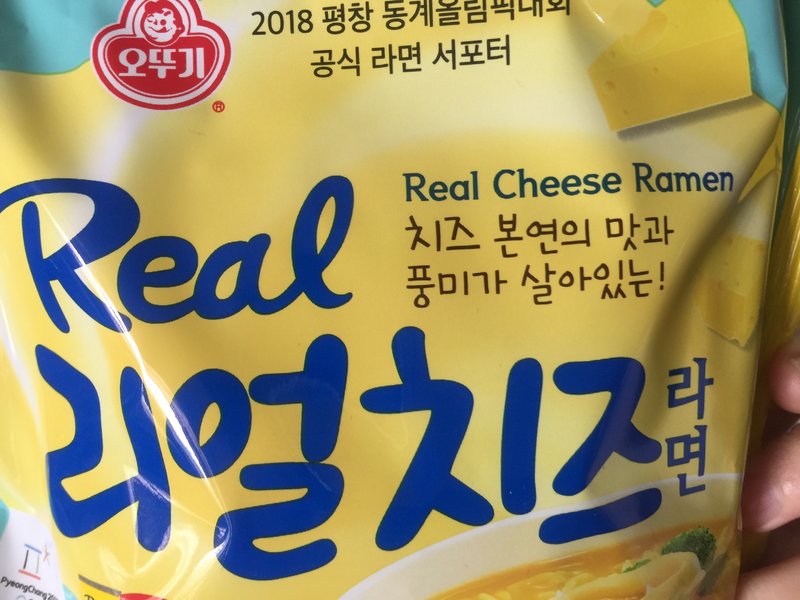 오뚜기
®
2018 평창 동계올림픽대회
공식 라면 서포터
Real
Real Cheese Ramen
치즈 본연의 맛과
풍미가 살아있는!
리얼치즈
라면